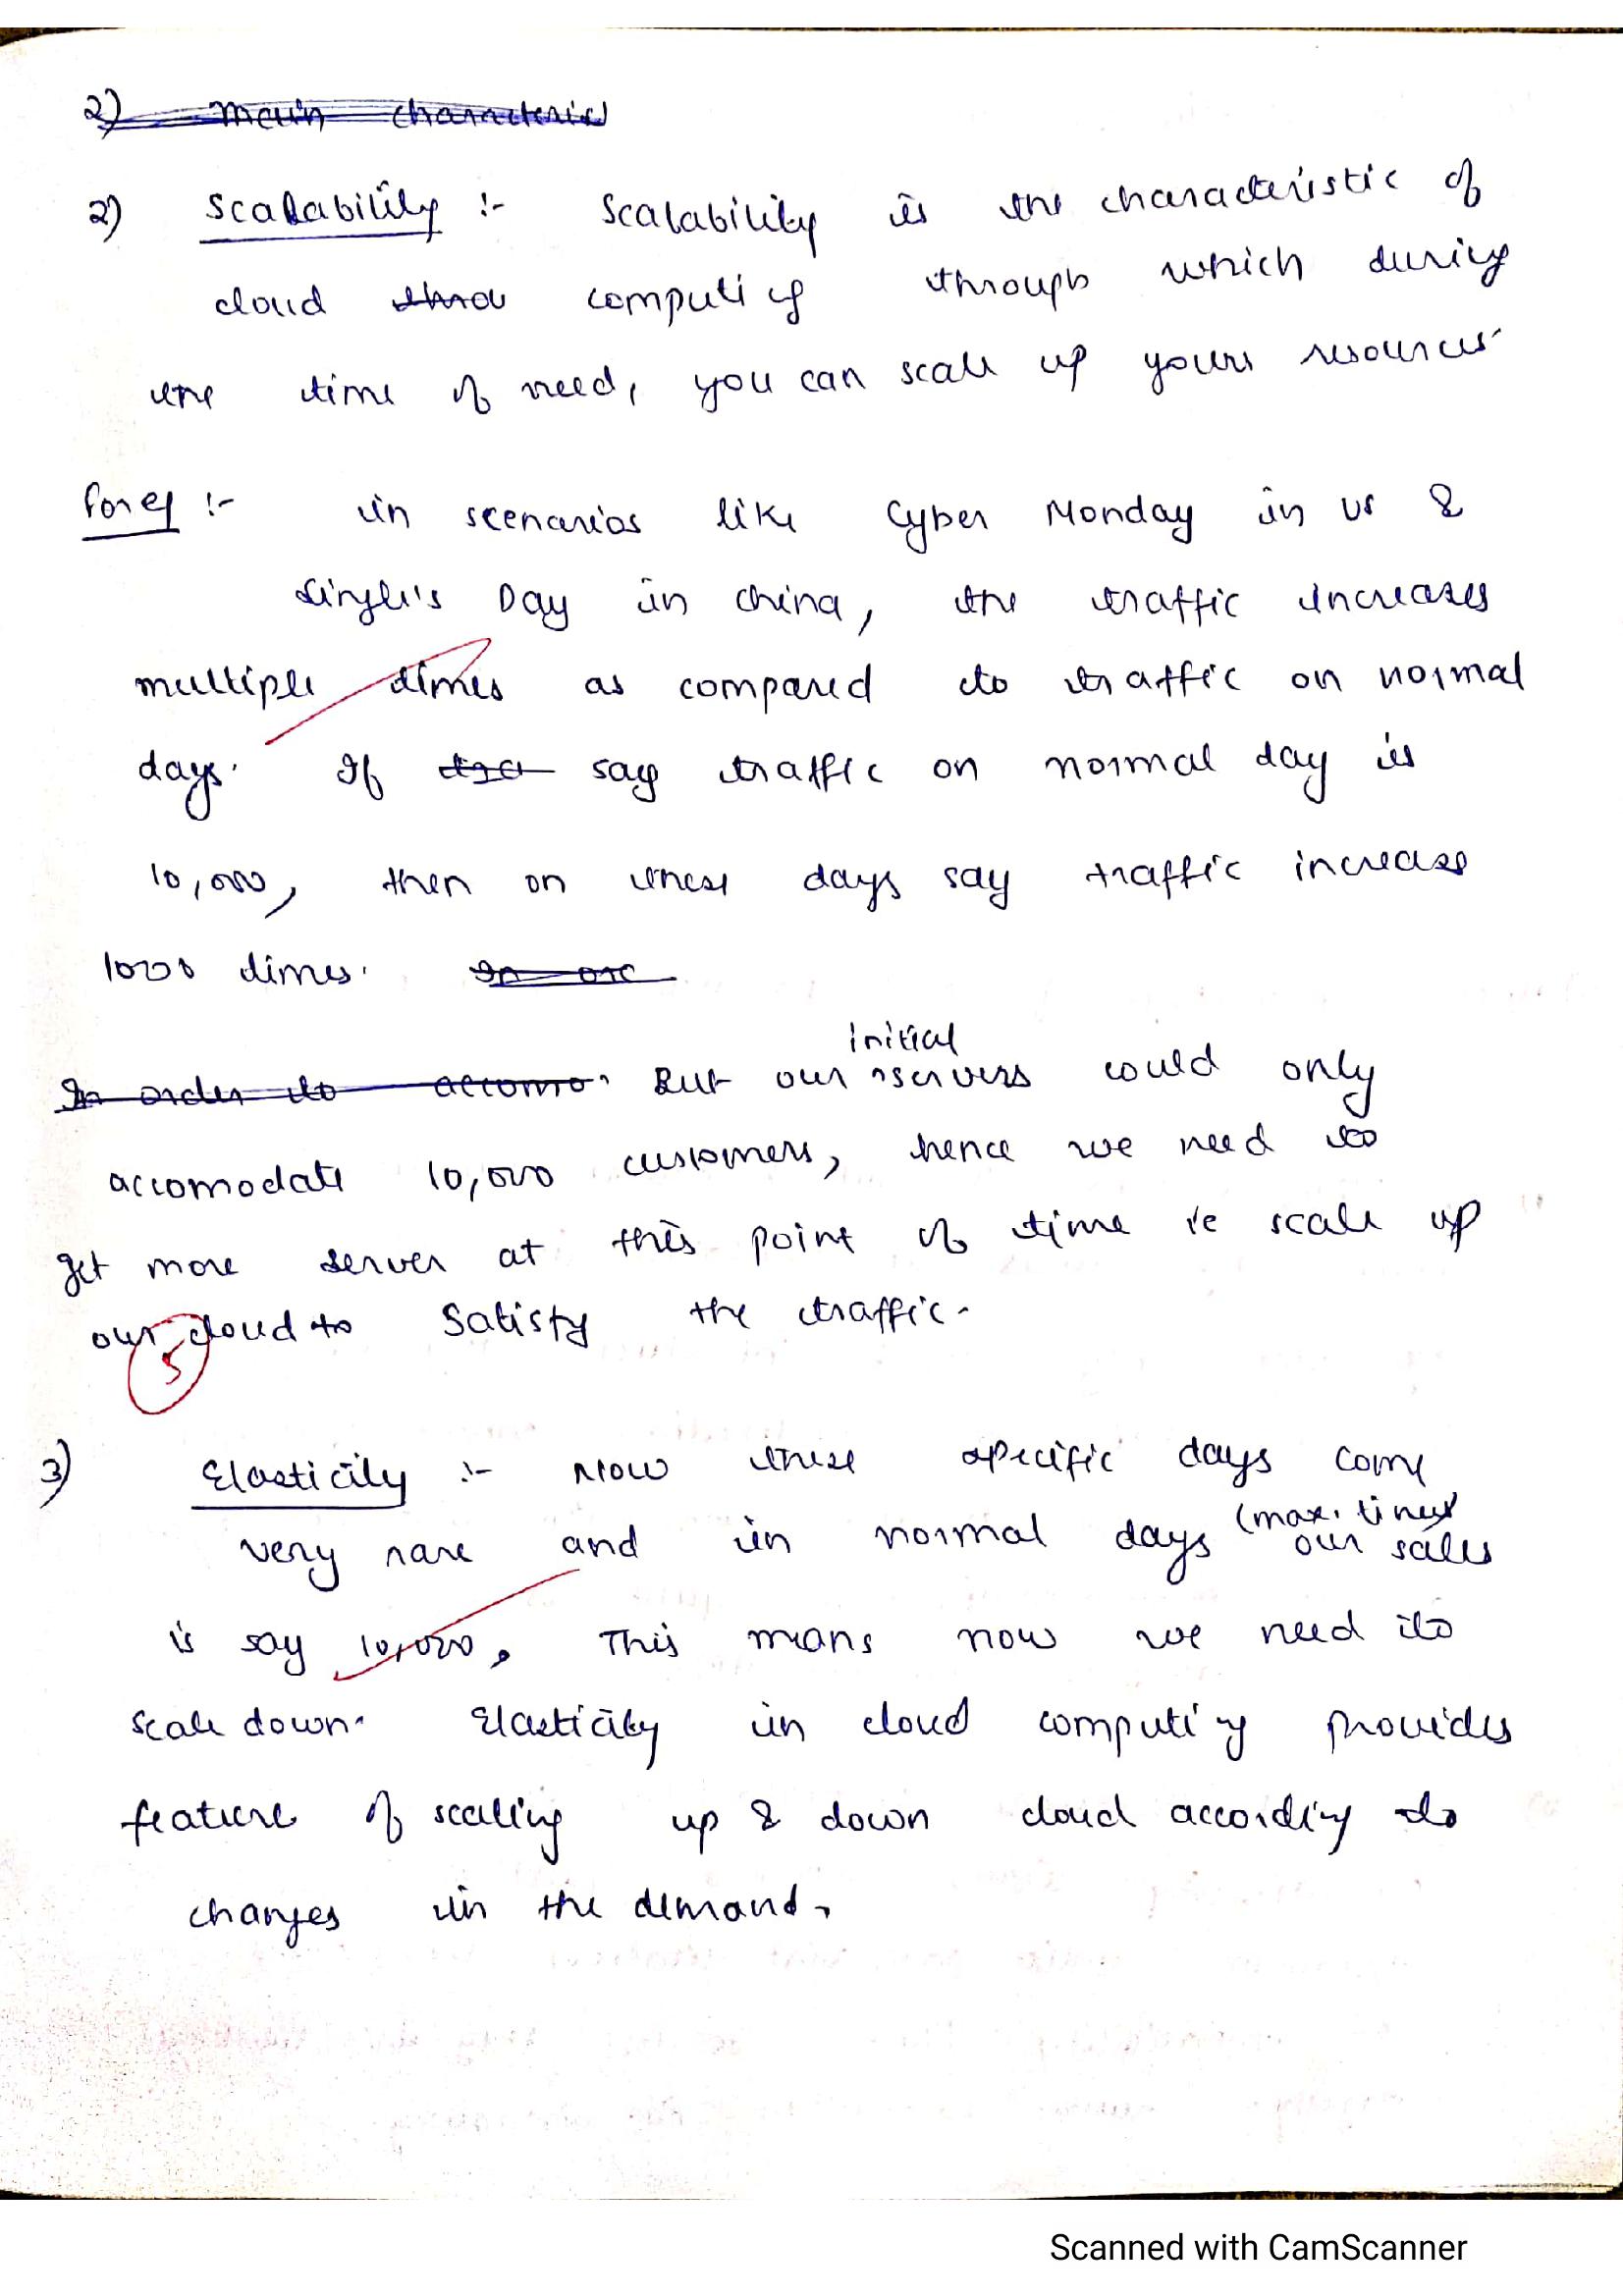 2) Main characteris
2) Scalability :- Scalability is the characteristic of
cloud throu computing through which during
the time of need, you can scale up yours resources.
For eg :- in scenarios like Cyber Monday in US &
Single's Day in China, the traffic increases
multiple times as compared to traffic on normal
days. If tra say traffic on normal day is
10,000, then on these days say traffic increase
1000 times. In orc
In order to accomo. But our initial servers could only
accomodate 10,000 customers, hence we need to
get more server at this point of time ie scale up
our cloud to satisfy the traffic.
5
3) Elasticity :- Now these specific days come
very rare and in normal days (max. times) our sales
is say 10,000. This means now we need to
scale down. Elasticity in cloud computing provides
feature of scaling up & down cloud according to
changes in the demand.
Scanned with CamScanner